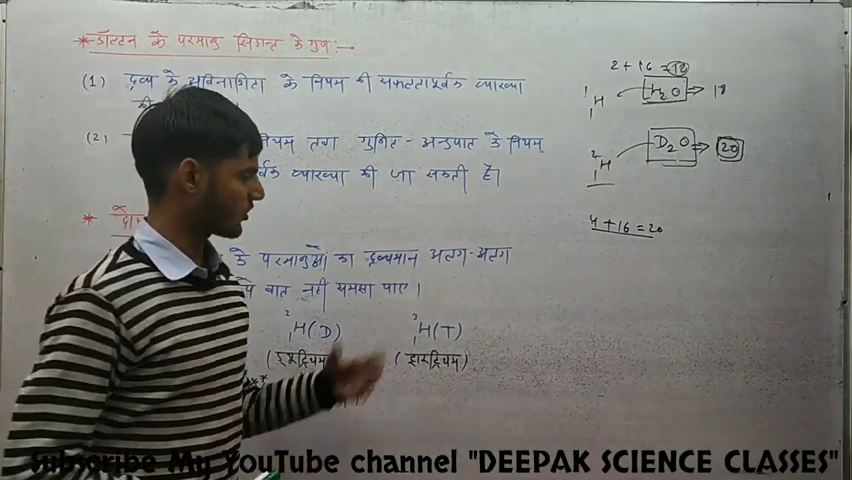 * डॉल्टन के परमाणु सिद्धान्त के गुण :-
(1) द्रव्य के अविनाशिता के नियम की सफलतापूर्वक व्याख्या
की
(2) नियम तथा गुणित - अनुपात के नियम
व्याख्या की जा सकती है।
*
के परमाणुओं का द्रव्यमान अलग-अलग
बात नहीं समझा पाए।
²₁H(D) ³₁H(T)
2 + 16 = 18
¹₁H H₂O → 18
²₁H D₂O → 20
4 + 16 = 20
Subscribe My YouTube channel "DEEPAK SCIENCE CLASSES"